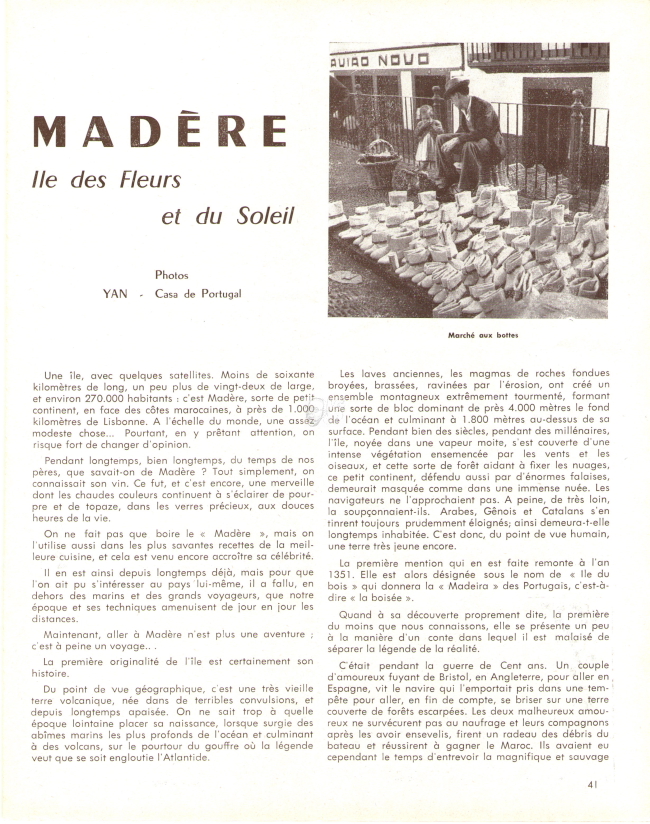 MADÈRE
Ile des Fleurs
et du Soleil
Photos
YAN - Casa de Portugal
AVIAO NOVO
Marché aux bottes
Une île, avec quelques satellites. Moins de soixante
kilomètres de long, un peu plus de vingt-deux de large,
et environ 270.000 habitants : c'est Madère, sorte de petit
continent, en face des côtes marocaines, à près de 1.000
kilomètres de Lisbonne. A l'échelle du monde, une assez
modeste chose... Pourtant, en y prêtant attention, on
risque fort de changer d'opinion.
Pendant longtemps, bien longtemps, du temps de nos
pères, que savait-on de Madère ? Tout simplement, on
connaissait son vin. Ce fut, et c'est encore, une merveille
dont les chaudes couleurs continuent à s'éclairer de pour-
pre et de topaze, dans les verres précieux, aux douces
heures de la vie.
On ne fait pas que boire le « Madère », mais on
l'utilise aussi dans les plus savantes recettes de la meil-
leure cuisine, et cela est venu encore accroître sa célébrité.
Il en est ainsi depuis longtemps déjà, mais pour que
l'on ait pu s'intéresser au pays lui-même, il a fallu, en
dehors des marins et des grands voyageurs, que notre
époque et ses techniques amenuisent de jour en jour les
distances.
Maintenant, aller à Madère n'est plus une aventure ;
c'est à peine un voyage...
La première originalité de l'île est certainement son
histoire.
Du point de vue géographique, c'est une très vieille
terre volcanique, née dans de terribles convulsions, et
depuis longtemps apaisée. On ne sait trop à quelle
époque lointaine placer sa naissance, lorsque surgie des
abîmes marins les plus profonds de l'océan et culminant
à des volcans, sur le pourtour du gouffre où la légende
veut que se soit engloutie l'Atlantide.
Les laves anciennes, les magmas de roches fondues
broyées, brassées, ravinées par l'érosion, ont créé un
ensemble montagneux extrêmement tourmenté, formant
une sorte de bloc dominant de près 4.000 mètres le fond
de l'océan et culminant à 1.800 mètres au-dessus de sa
surface. Pendant bien des siècles, pendant des millénaires,
l'île, noyée dans une vapeur moite, s'est couverte d'une
intense végétation ensemencée par les vents et les
oiseaux, et cette sorte de forêt aidant à fixer les nuages,
ce petit continent, défendu aussi par d'énormes falaises,
demeurait masquée comme dans une immense nuée. Les
navigateurs ne l'approchaient pas. A peine, de très loin,
la soupçonnaient-ils. Arabes, Gênois et Catalans s'en
tinrent toujours prudemment éloignés; ainsi demeura-t-elle
longtemps inhabitée. C'est donc, du point de vue humain,
une terre très jeune encore.
La première mention qui en est faite remonte à l'an
1351. Elle est alors désignée sous le nom de « Ile du
bois » qui donnera la « Madeira » des Portugais, c'est-à-
dire « la boisée ».
Quant à sa découverte proprement dite, la première
du moins que nous connaissons, elle se présente un peu
à la manière d'un conte dans lequel il est malaisé de
séparer la légende de la réalité.
C'était pendant la guerre de Cent ans. Un couple
d'amoureux fuyant de Bristol, en Angleterre, pour aller en
Espagne, vit le navire qui l'emportait pris dans une tem-
pête pour aller, en fin de compte, se briser sur une terre
couverte de forêts escarpées. Les deux malheureux amou-
reux ne survécurent pas au naufrage et leurs compagnons
après les avoir ensevelis, firent un radeau des débris du
bateau et réussirent à gagner le Maroc. Ils avaient eu
cependant le temps d'entrevoir la magnifique et sauvage
41